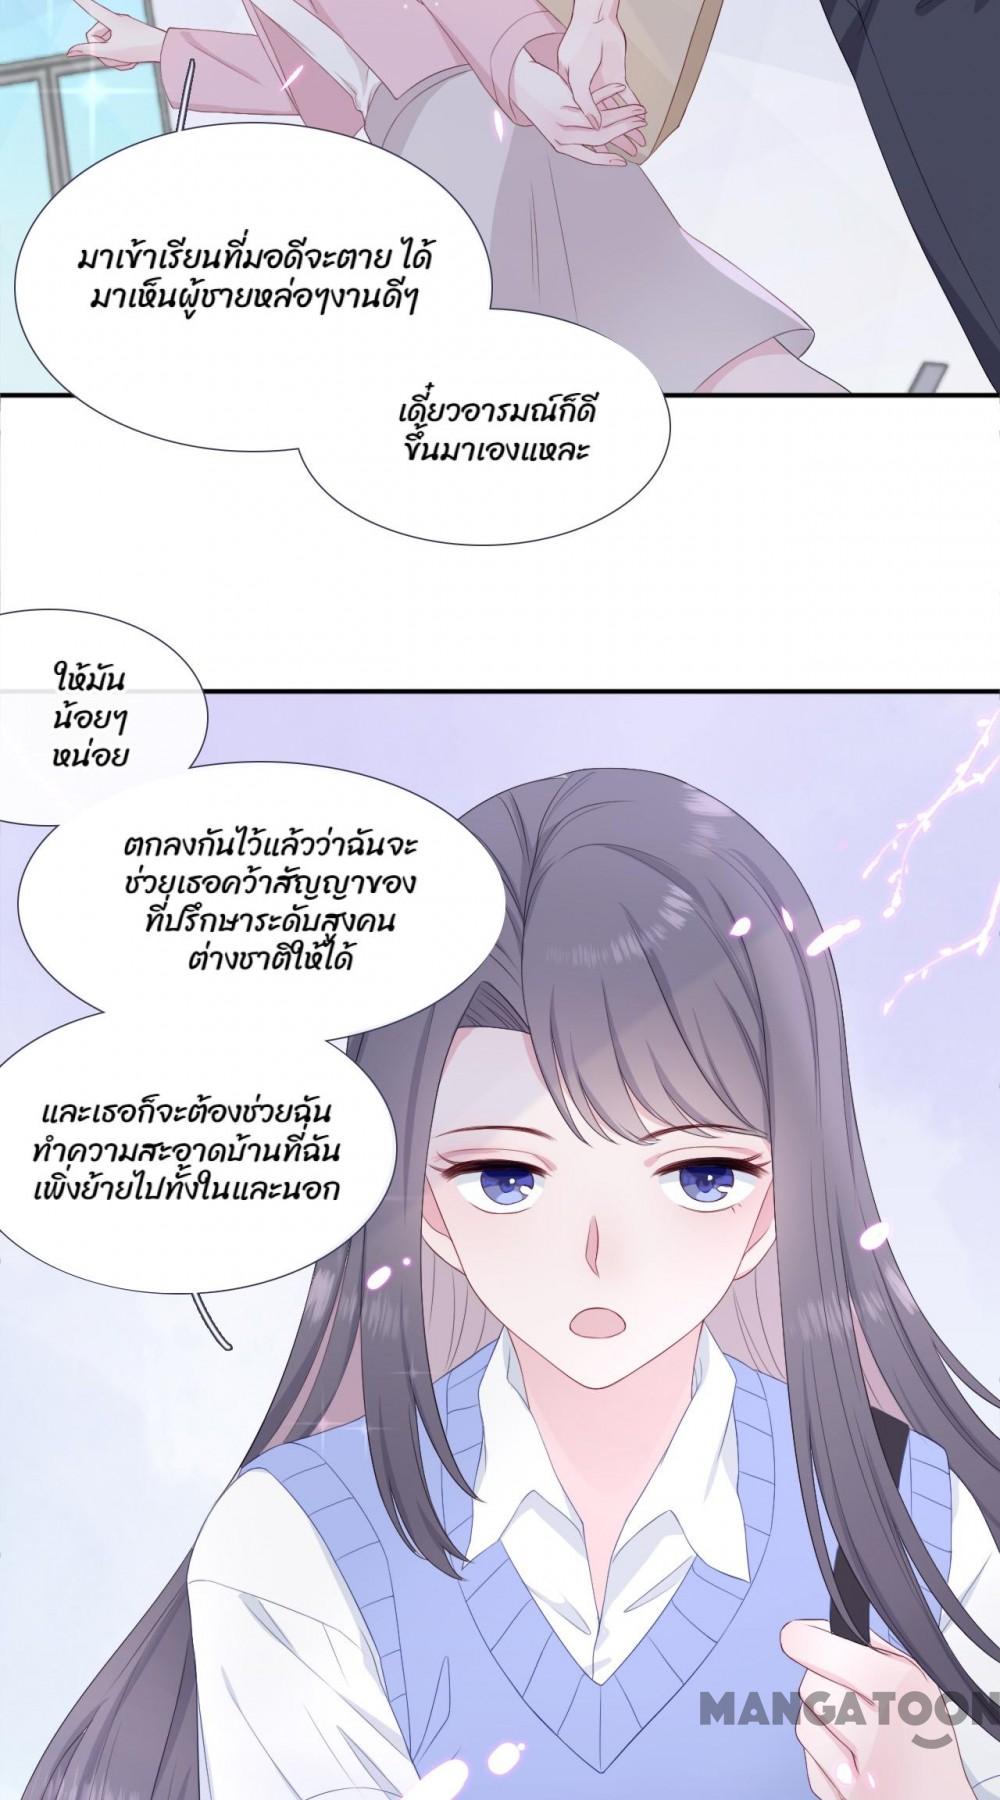 มาเข้าเรียนที่มอดีจะตาย ได้
มาเห็นผู้ชายหล่อๆงานดีๆ
เดี๋ยวอารมณ์ก็ดี
ขึ้นมาเองแหละ
ให้มัน
น้อยๆ
หน่อย
ตกลงกันไว้แล้วว่าฉันจะ
ช่วยเธอคว้าสัญญาของ
ที่ปรึกษาระดับสูงคน
ต่างชาติให้ได้
และเธอก็จะต้องช่วยฉัน
ทำความสะอาดบ้านที่ฉัน
เพิ่งย้ายไปทั้งในและนอก
MANGATOON